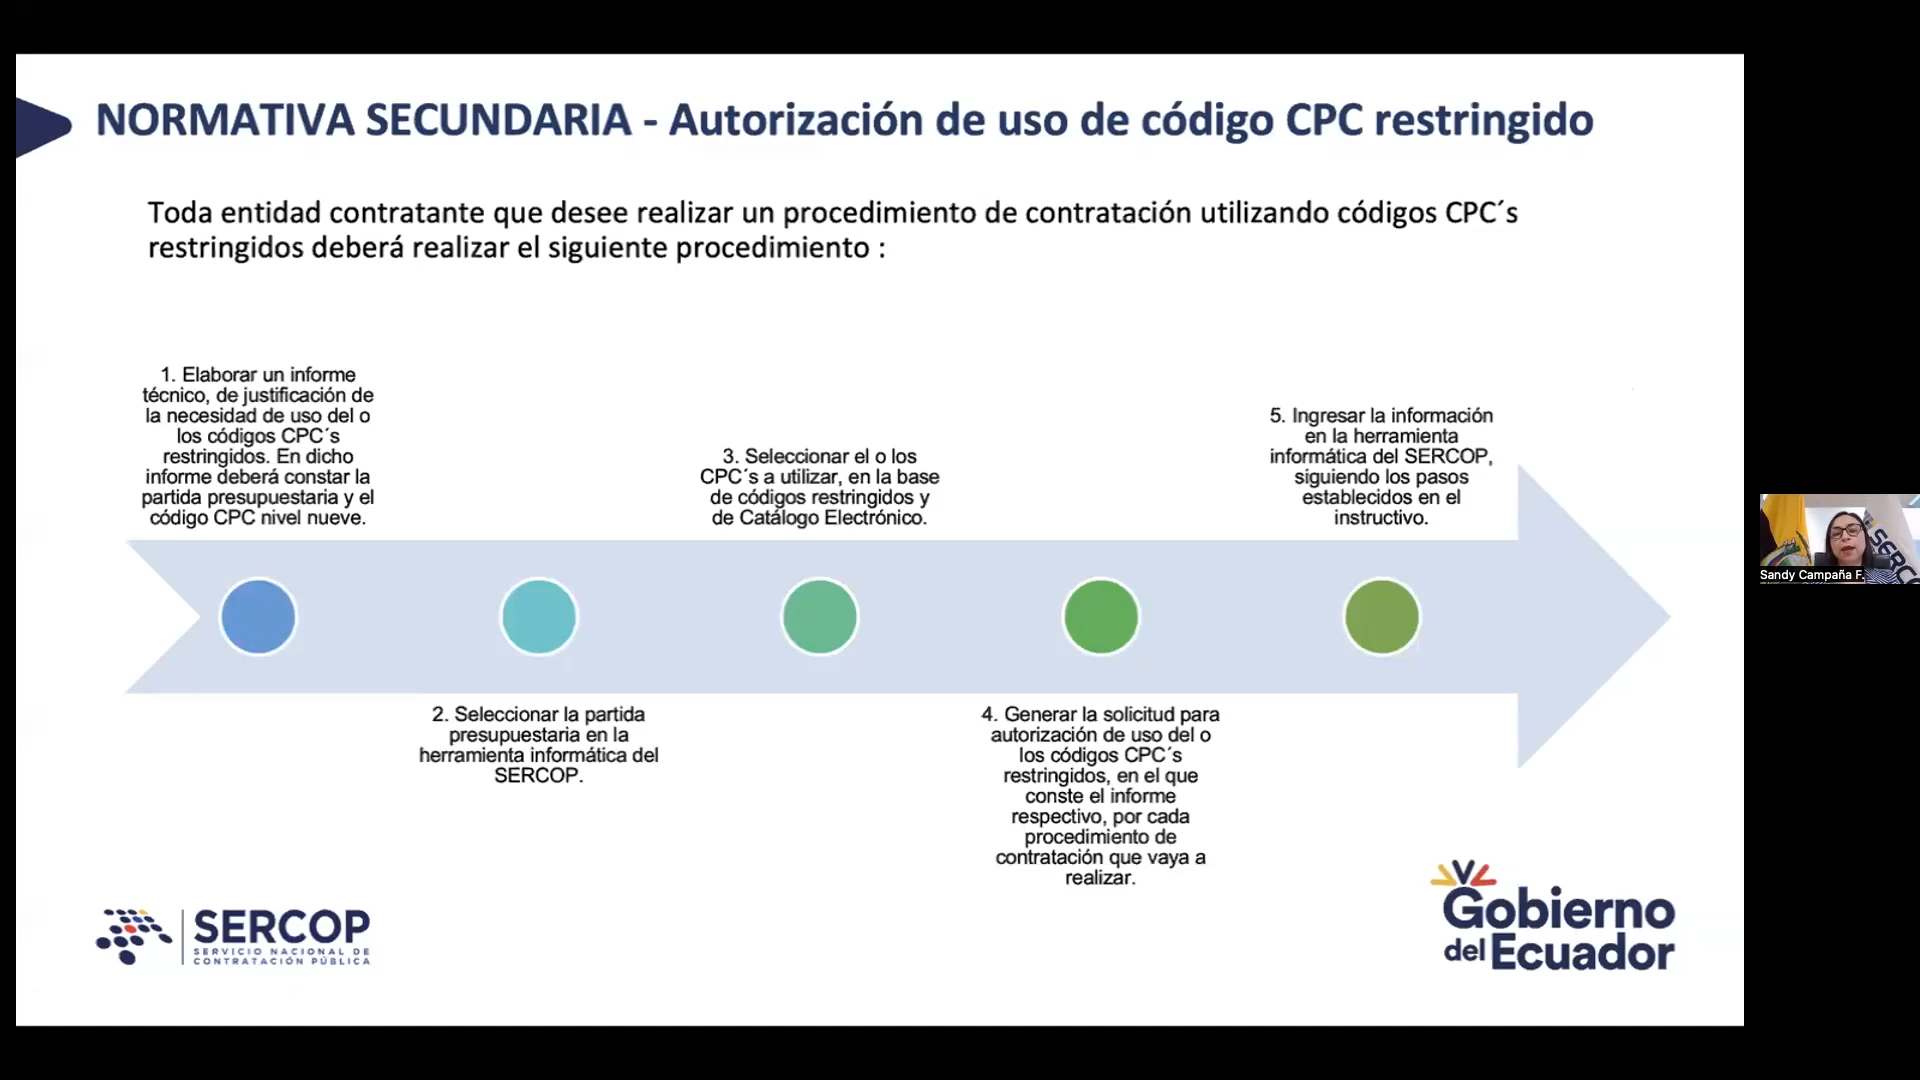 NORMATIVA SECUNDARIA - Autorización de uso de código CPC restringido
Toda entidad contratante que desee realizar un procedimiento de contratación utilizando códigos CPC´s
restringidos deberá realizar el siguiente procedimiento :
1. Elaborar un informe
técnico, de justificación de
la necesidad de uso del o
los códigos CPC´s
restringidos. En dicho
informe deberá constar la
partida presupuestaria y el
código CPC nivel nueve.
2. Seleccionar la partida
presupuestaria en la
herramienta informática del
SERCOP.
3. Seleccionar el o los
CPC´s a utilizar, en la base
de códigos restringidos y
de Catálogo Electrónico.
4. Generar la solicitud para
autorización de uso del o
los códigos CPC´s
restringidos, en el que
conste el informe
respectivo, por cada
procedimiento de
contratación que vaya a
realizar.
5. Ingresar la información
en la herramienta
informática del SERCOP,
siguiendo los pasos
establecidos en el
instructivo.
SERCOP
SERVICIO NACIONAL DE
CONTRATACIÓN PÚBLICA
Gobierno
del Ecuador
SERC
Sandy Campaña F.